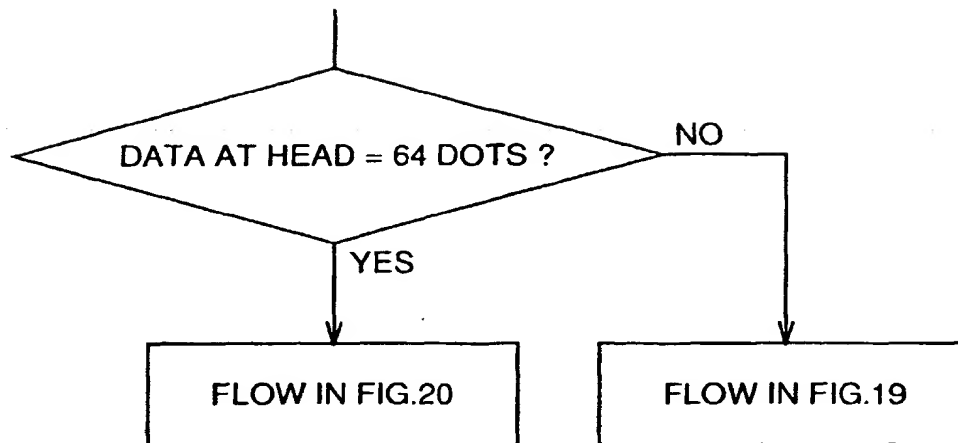 DATA AT HEAD = 64 DOTS ?
NO
YES
FLOW IN FIG.20
FLOW IN FIG.19